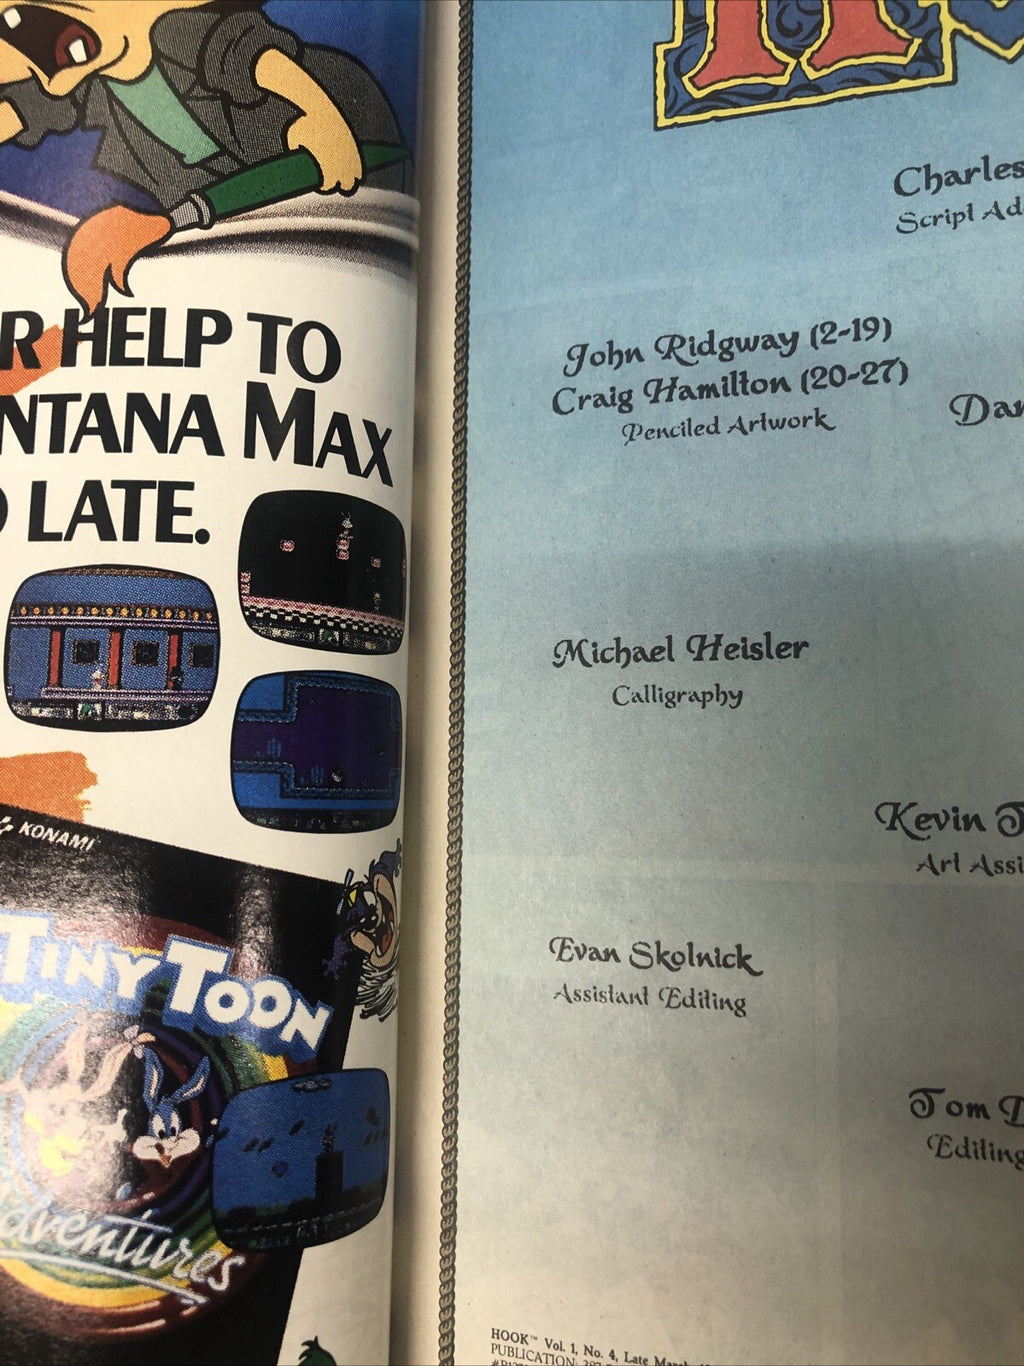 R HELP TO
NTANA MAX
LATE.
KONAMI
TINY TOON
Adventures
Charles
Script Ad
John Ridgway (2-19)
Craig Hamilton (20-27)
Penciled Artwork
Dan
Michael Heisler
Calligraphy
Kevin T
Art Assi
Evan Skolnick
Assistant Editing
Tom D
Editing
HOOK™ Vol. 1, No. 4, Late March,
PUBLICATION: